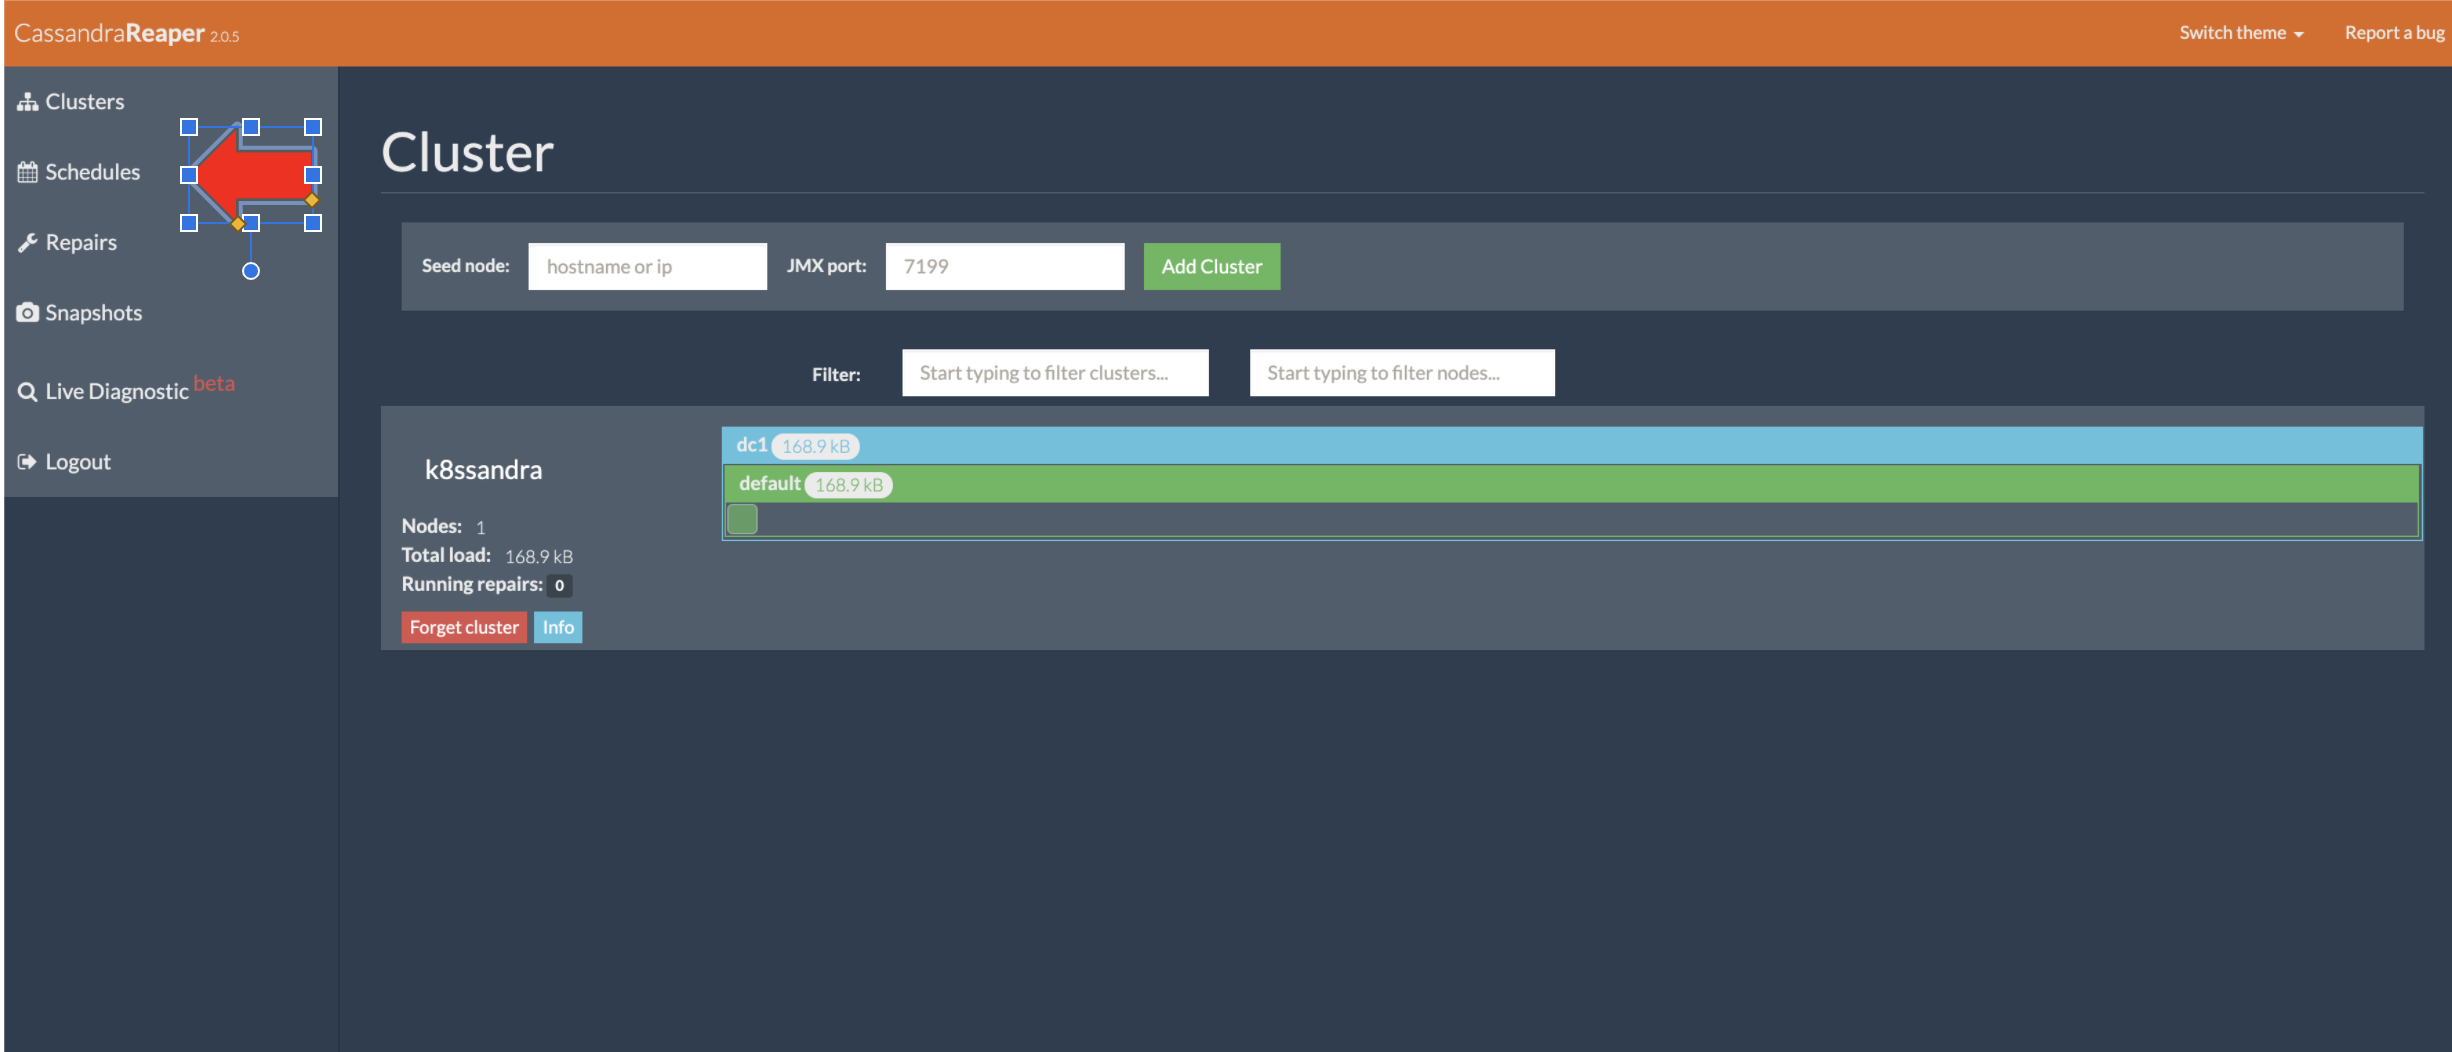 CassandraReaper 2.0.5
Switch theme
Report a bug
Clusters
Schedules
Repairs
Snapshots
Live Diagnostic beta
Logout
Cluster
Seed node: hostname or ip JMX port: 7199 Add Cluster
Filter: Start typing to filter clusters... Start typing to filter nodes...
k8ssandra
Nodes: 1
Total load: 168.9 kB
Running repairs: 0
Forget cluster Info
dc1 168.9 kB
default 168.9 kB